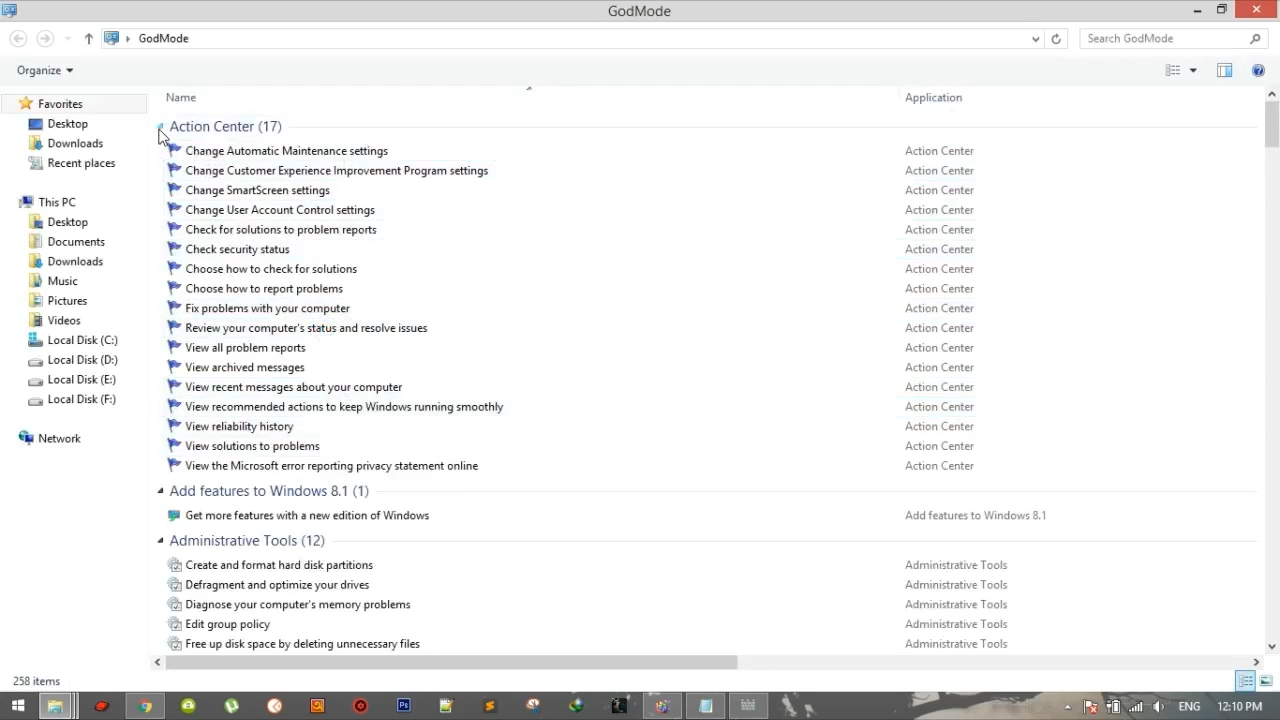 GodMode
GodMode
Search GodMode
Organize
Name
Application
Favorites
Desktop
Downloads
Recent places
This PC
Desktop
Documents
Downloads
Music
Pictures
Videos
Local Disk (C:)
Local Disk (D:)
Local Disk (E:)
Local Disk (F:)
Network
Action Center (17)
Change Automatic Maintenance settings Action Center
Change Customer Experience Improvement Program settings Action Center
Change SmartScreen settings Action Center
Change User Account Control settings Action Center
Check for solutions to problem reports Action Center
Check security status Action Center
Choose how to check for solutions Action Center
Choose how to report problems Action Center
Fix problems with your computer Action Center
Review your computer's status and resolve issues Action Center
View all problem reports Action Center
View archived messages Action Center
View recent messages about your computer Action Center
View recommended actions to keep Windows running smoothly Action Center
View reliability history Action Center
View solutions to problems Action Center
View the Microsoft error reporting privacy statement online Action Center
Add features to Windows 8.1 (1)
Get more features with a new edition of Windows Add features to Windows 8.1
Administrative Tools (12)
Create and format hard disk partitions Administrative Tools
Defragment and optimize your drives Administrative Tools
Diagnose your computer's memory problems Administrative Tools
Edit group policy Administrative Tools
Free up disk space by deleting unnecessary files Administrative Tools
258 items
Ps
ENG
12:10 PM